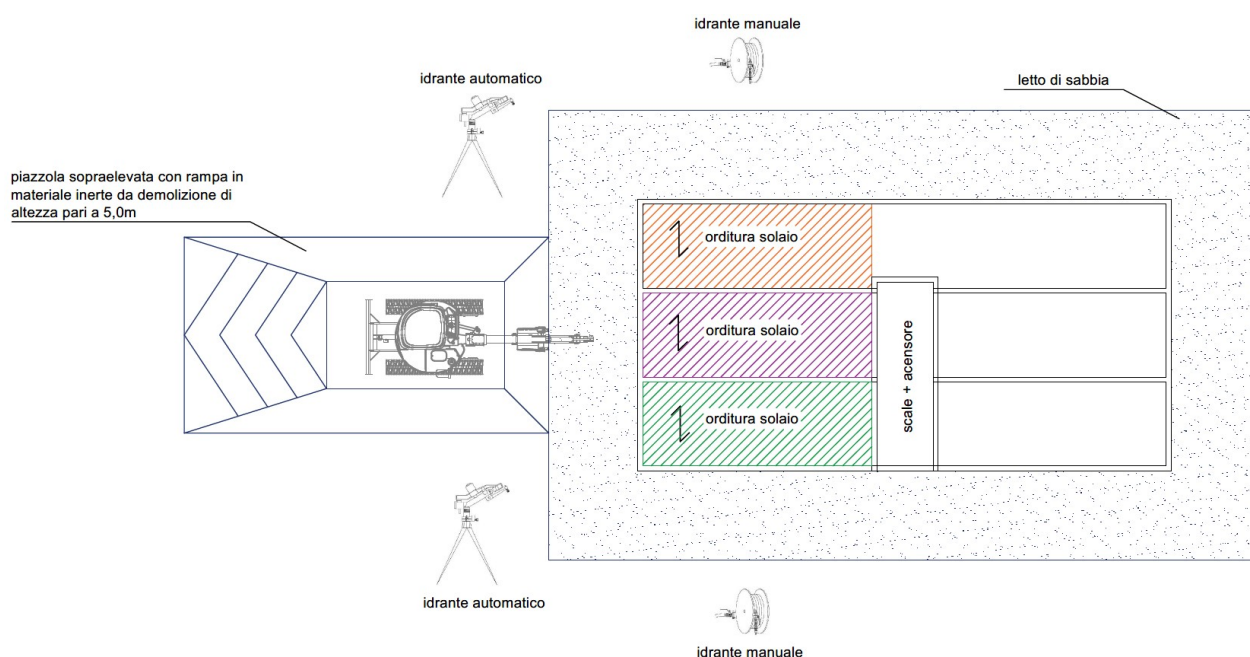 idrante manuale
idrante automatico
letto di sabbia
piazzola sopraelevata con rampa in
materiale inerte da demolizione di
altezza pari a 5,0m
orditura solaio
orditura solaio
scale + acensore
orditura solaio
idrante automatico
idrante manuale